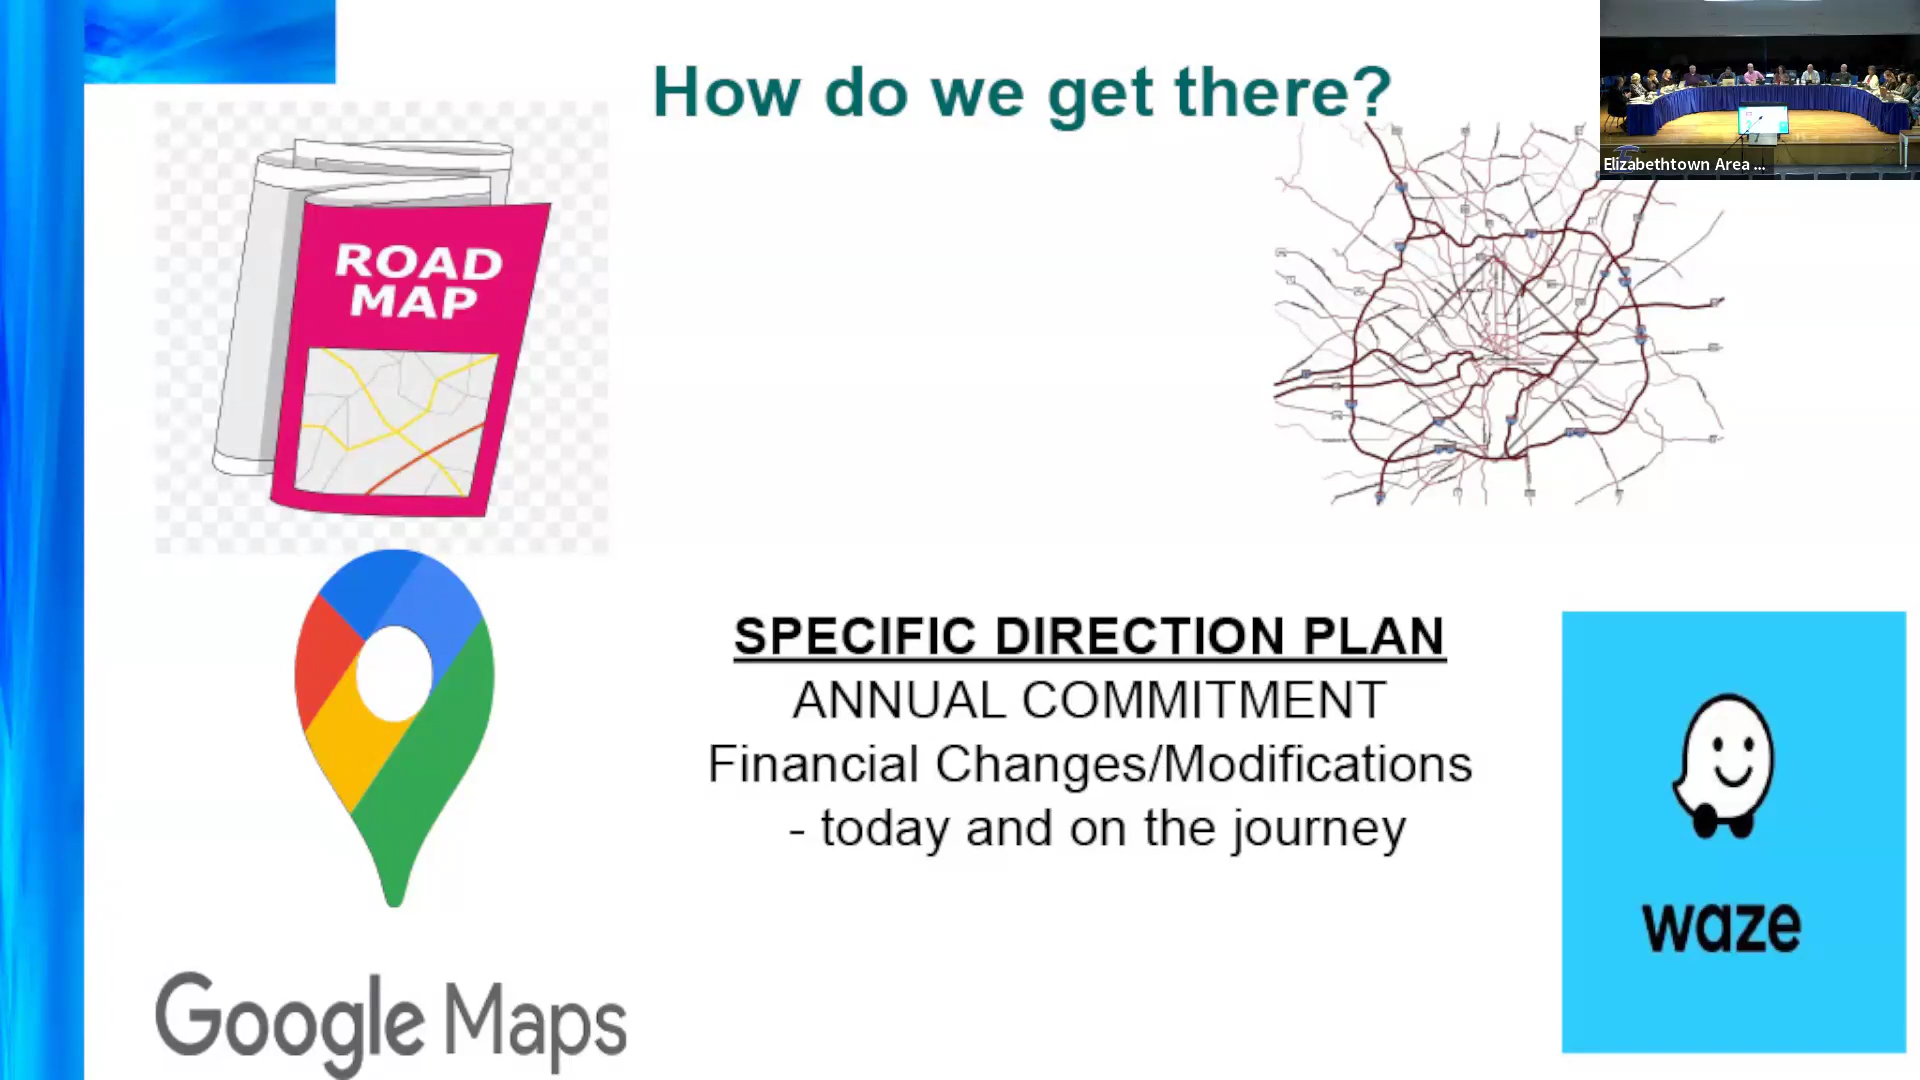 How do we get there?
Elizabethtown Area ...
ROAD
MAP
SPECIFIC DIRECTION PLAN
ANNUAL COMMITMENT
Financial Changes/Modifications
- today and on the journey
waze
Google Maps